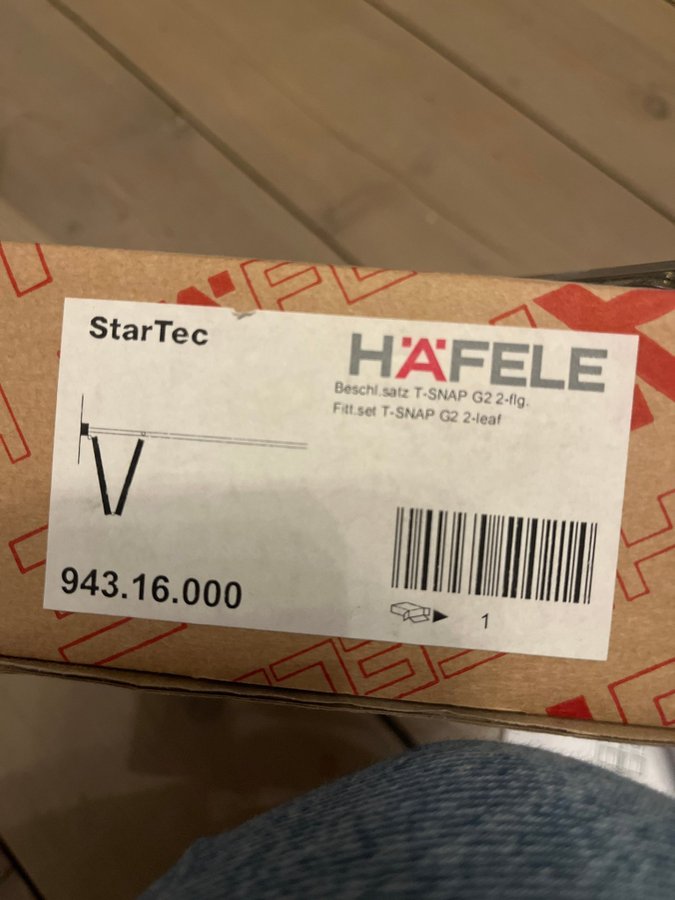 StarTec
HÄFELE
Beschl.satz T-SNAP G2 2-flg.
Fitt.set T-SNAP G2 2-leaf
943.16.000
1